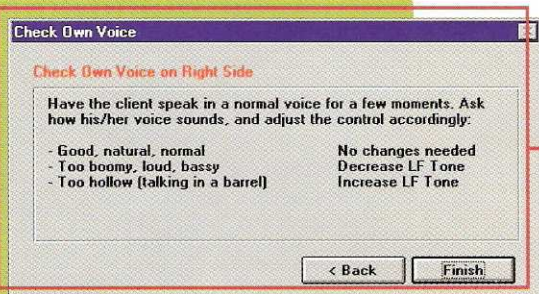 Check Own Voice
Check Own Voice on Right Side
Have the client speak in a normal voice for a few moments. Ask
how his/her voice sounds, and adjust the control accordingly:
- Good, natural, normal No changes needed
- Too boomy, loud, bassy Decrease LF Tone
- Too hollow (talking in a barrel) Increase LF Tone
< Back Finish